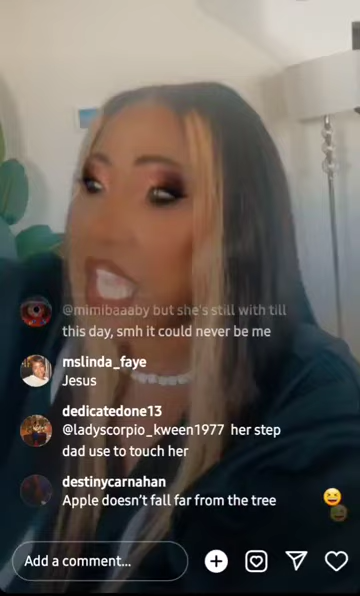 @mimibaaaby but she's still with till
this day, smh it could never be me
mslinda_faye
Jesus
dedicatedone13
@ladyscorpio_kween1977 her step
dad use to touch her
destinycarnahan
Apple doesn't fall far from the tree
Add a comment...